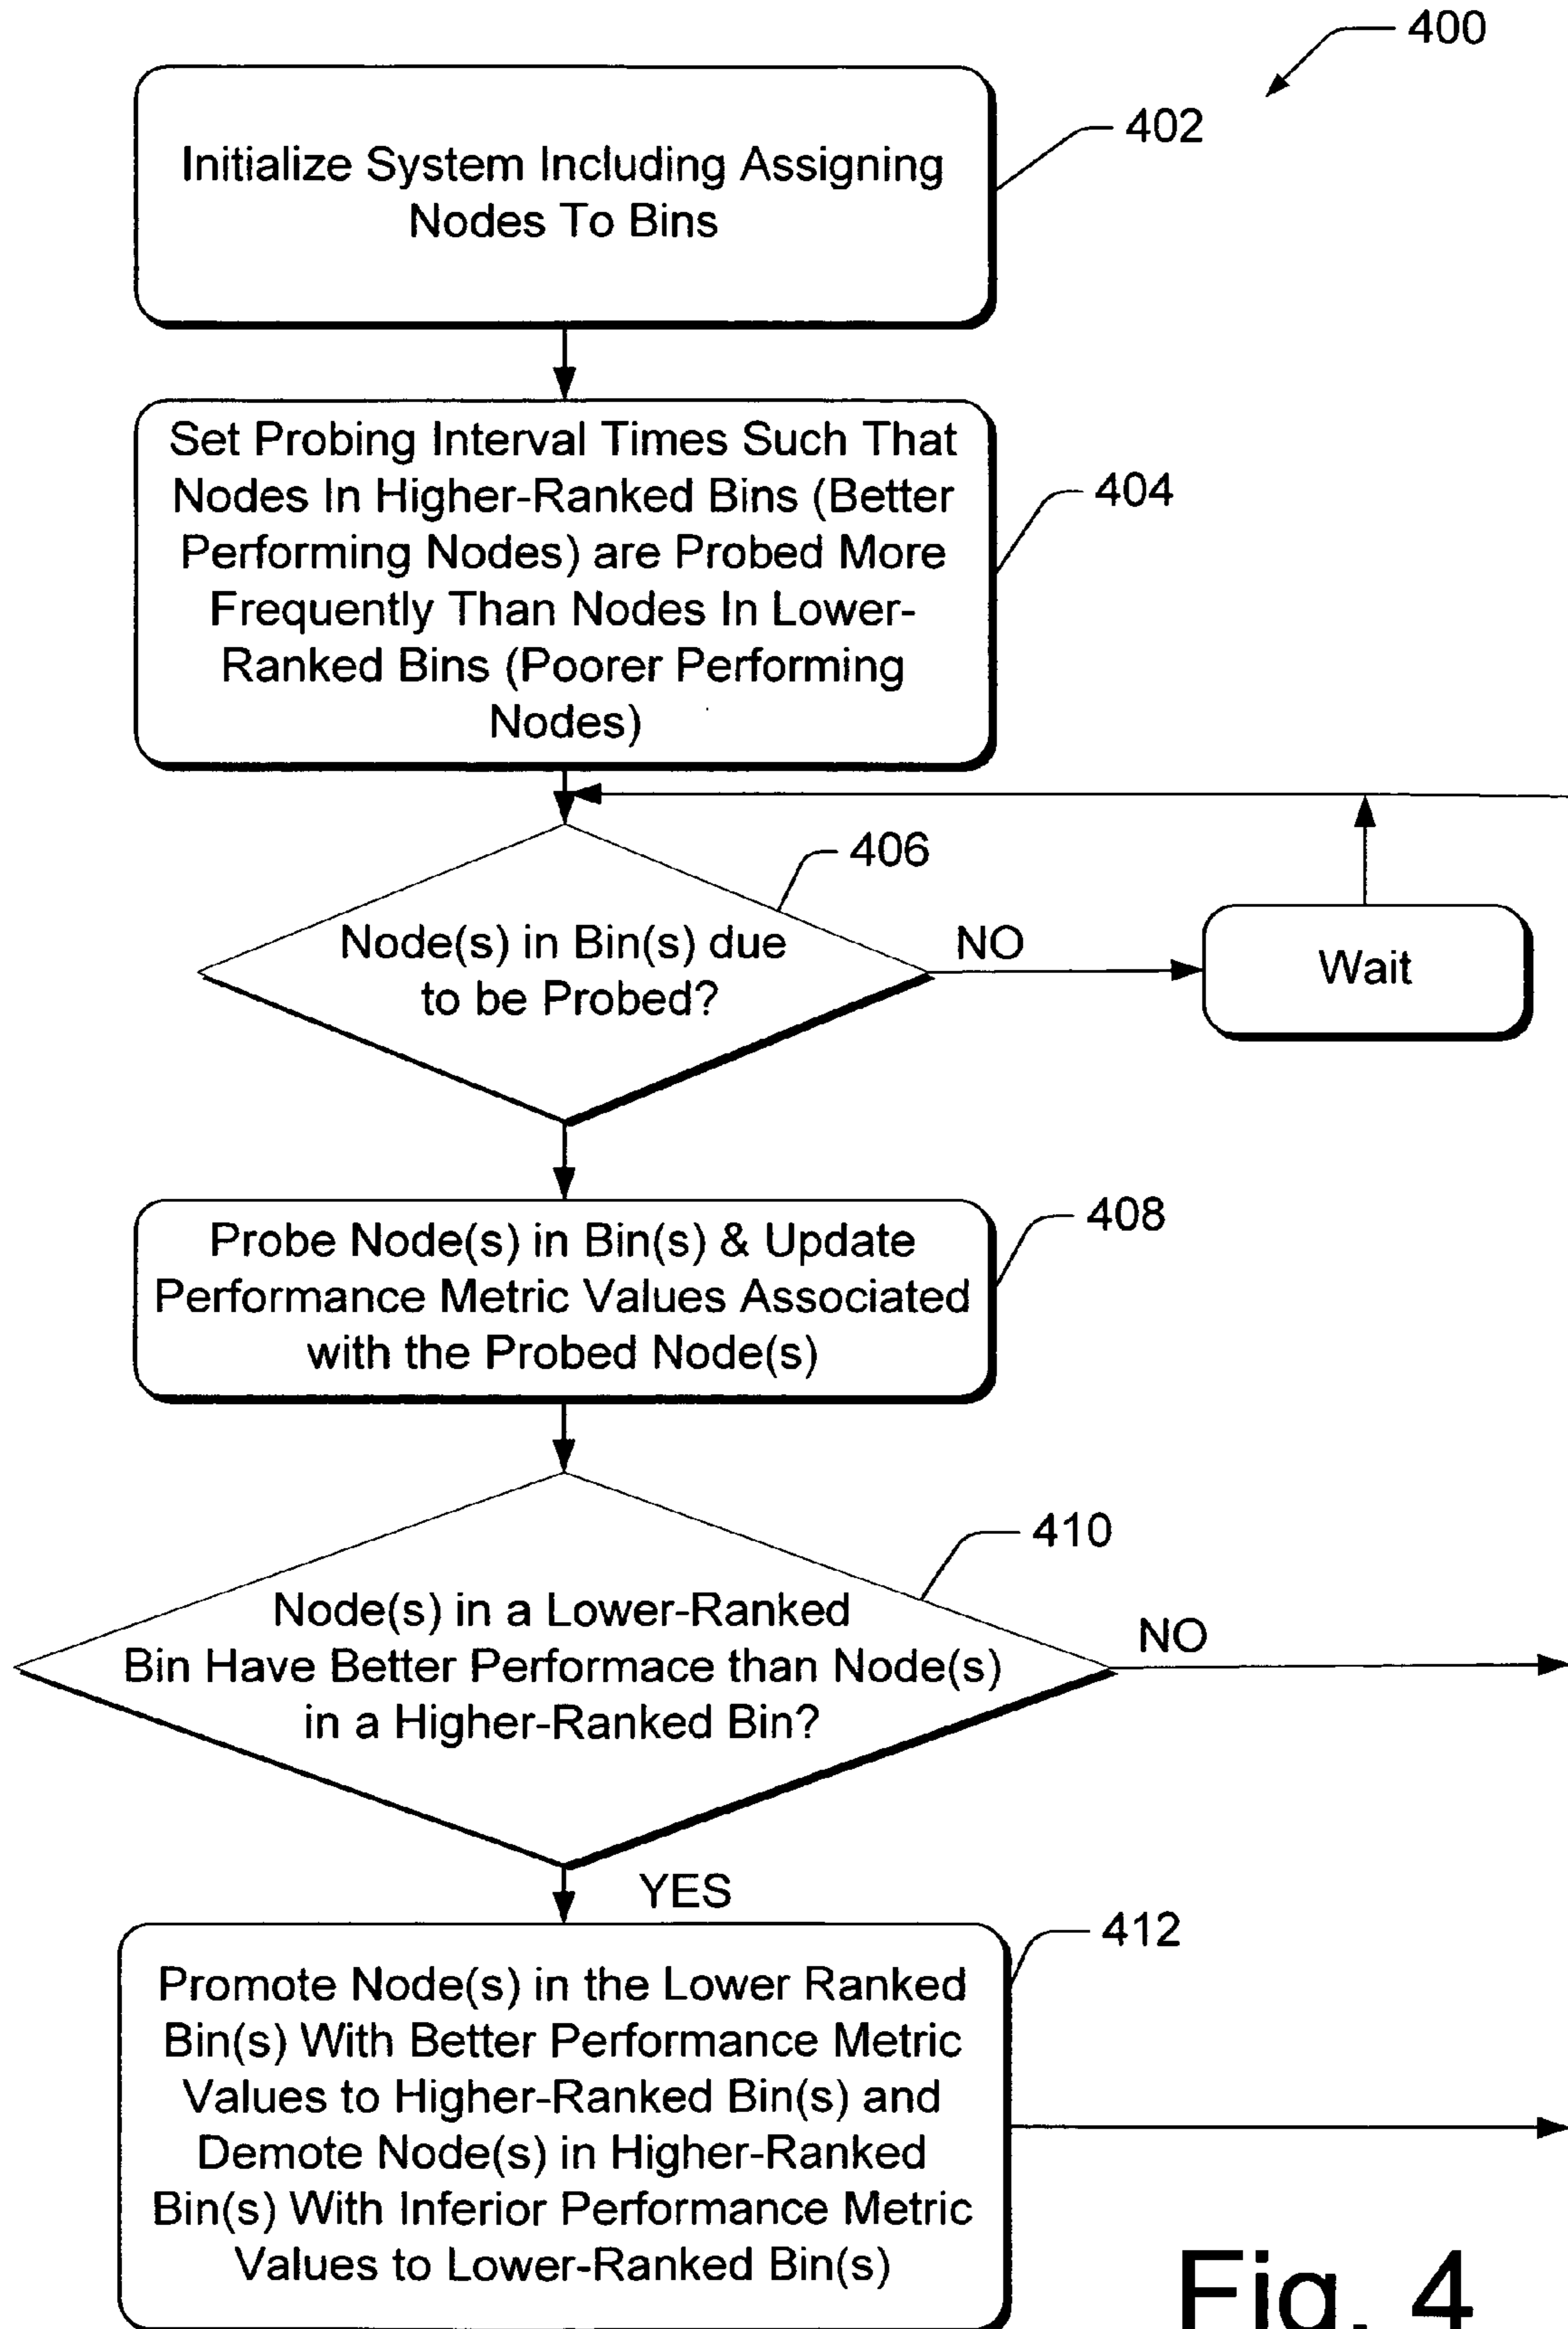 400
Initialize System Including Assigning
Nodes To Bins
402
Set Probing Interval Times Such That
Nodes In Higher-Ranked Bins (Better
Performing Nodes) are Probed More
Frequently Than Nodes In Lower-
Ranked Bins (Poorer Performing
Nodes)
404
406
Node(s) in Bin(s) due
to be Probed?
NO
Wait
Probe Node(s) in Bin(s) & Update
Performance Metric Values Associated
with the Probed Node(s)
408
410
Node(s) in a Lower-Ranked
Bin Have Better Performace than Node(s)
in a Higher-Ranked Bin?
NO
YES
412
Promote Node(s) in the Lower Ranked
Bin(s) With Better Performance Metric
Values to Higher-Ranked Bin(s) and
Demote Node(s) in Higher-Ranked
Bin(s) With Inferior Performance Metric
Values to Lower-Ranked Bin(s)
Fig. 4